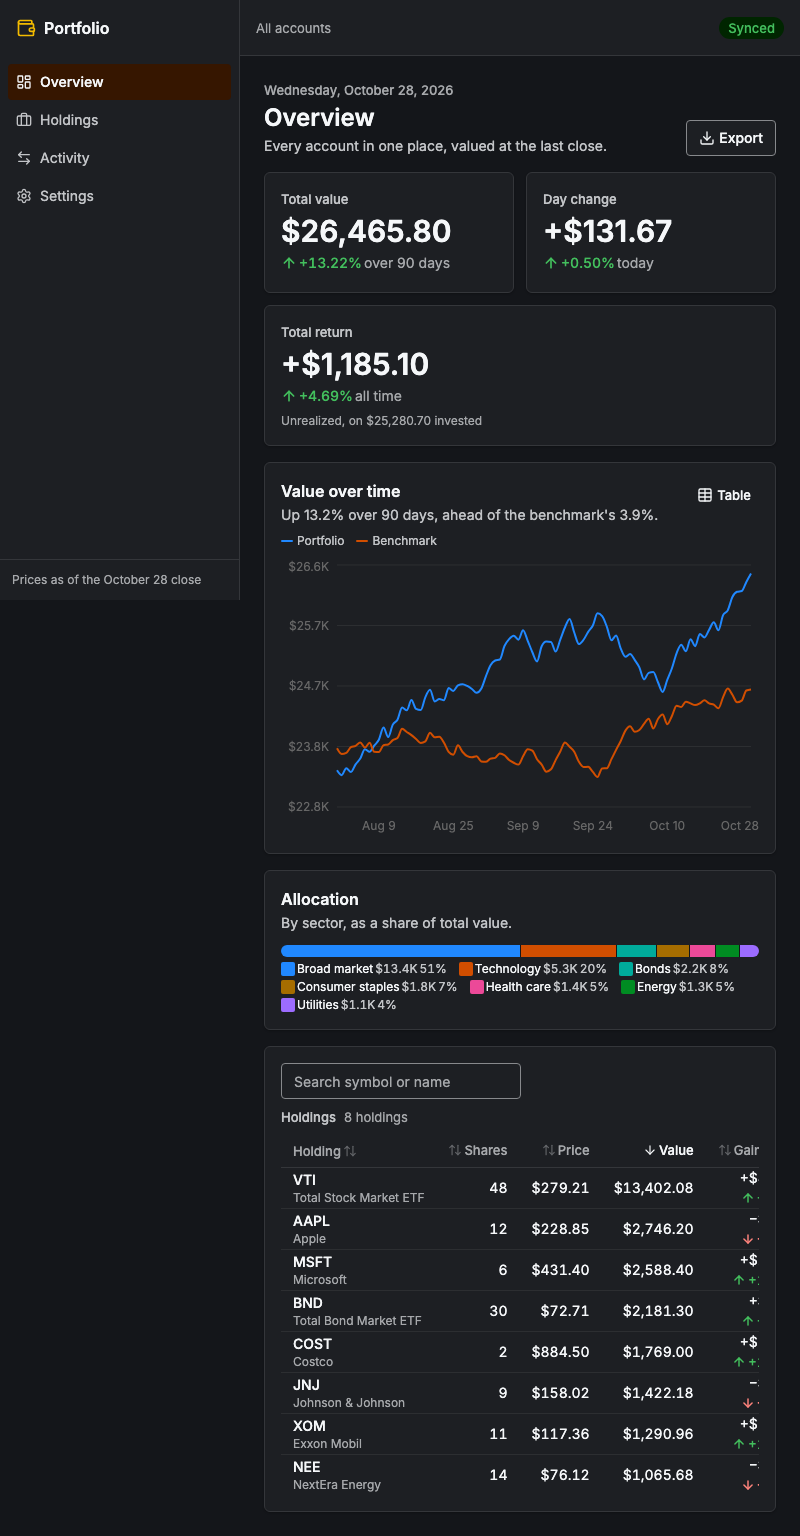 Portfolio
All accounts
Synced
Overview
Holdings
Activity
Settings
Prices as of the October 28 close
Wednesday, October 28, 2026
Overview
Every account in one place, valued at the last close.
Export
Total value
$26,465.80
+13.22% over 90 days
Day change
+$131.67
+0.50% today
Total return
+$1,185.10
+4.69% all time
Unrealized, on $25,280.70 invested
Value over time
Table
Up 13.2% over 90 days, ahead of the benchmark's 3.9%.
Portfolio Benchmark
$26.6K
$25.7K
$24.7K
$23.8K
$22.8K
Aug 9 Aug 25 Sep 9 Sep 24 Oct 10 Oct 28
Allocation
By sector, as a share of total value.
Broad market $13.4K 51% Technology $5.3K 20% Bonds $2.2K 8%
Consumer staples $1.8K 7% Health care $1.4K 5% Energy $1.3K 5%
Utilities $1.1K 4%
Search symbol or name
Holdings 8 holdings
Holding Shares Price Value
VTI
Total Stock Market ETF
48 $279.21 $13,402.08 +$
AAPL
Apple
12 $228.85 $2,746.20
MSFT
Microsoft
6 $431.40 $2,588.40 +$
BND
Total Bond Market ETF
30 $72.71 $2,181.30
COST
Costco
2 $884.50 $1,769.00 +$
JNJ
Johnson & Johnson
9 $158.02 $1,422.18
XOM
Exxon Mobil
11 $117.36 $1,290.96 +$
NEE
NextEra Energy
14 $76.12 $1,065.68